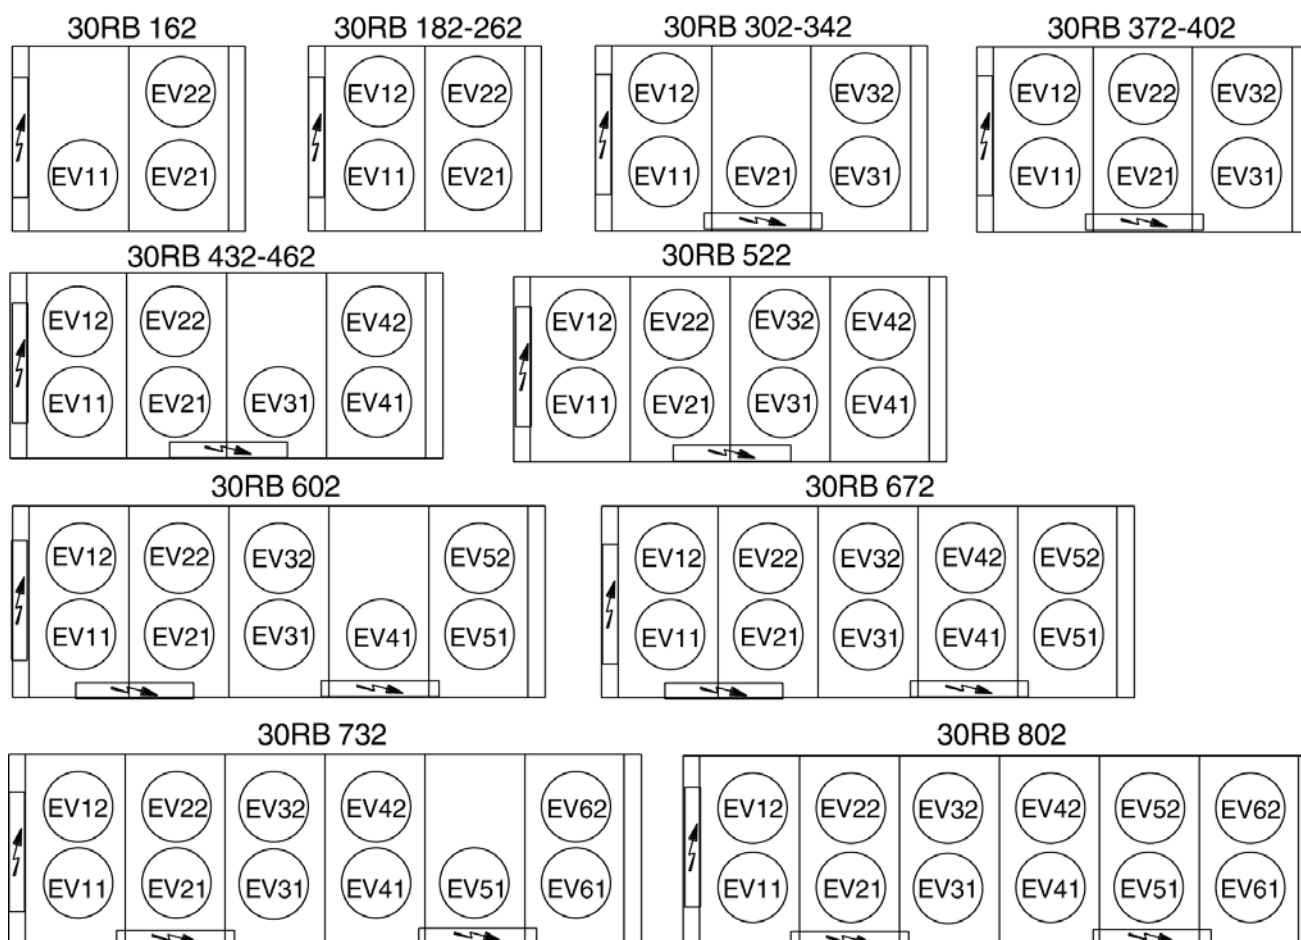 30RB 162
30RB 182-262
30RB 302-342
30RB 372-402
EV22
EV11 EV21
EV12 EV22
EV11 EV21
EV12 EV32
EV11 EV21 EV31
EV12 EV22 EV32
EV11 EV21 EV31
30RB 432-462
30RB 522
EV12 EV22 EV42
EV11 EV21 EV31 EV41
EV12 EV22 EV32 EV42
EV11 EV21 EV31 EV41
30RB 602
30RB 672
EV12 EV22 EV32 EV52
EV11 EV21 EV31 EV41 EV51
EV12 EV22 EV32 EV42 EV52
EV11 EV21 EV31 EV41 EV51
30RB 732
30RB 802
EV12 EV22 EV32 EV42 EV62
EV11 EV21 EV31 EV41 EV51 EV61
EV12 EV22 EV32 EV42 EV52 EV62
EV11 EV21 EV31 EV41 EV51 EV61